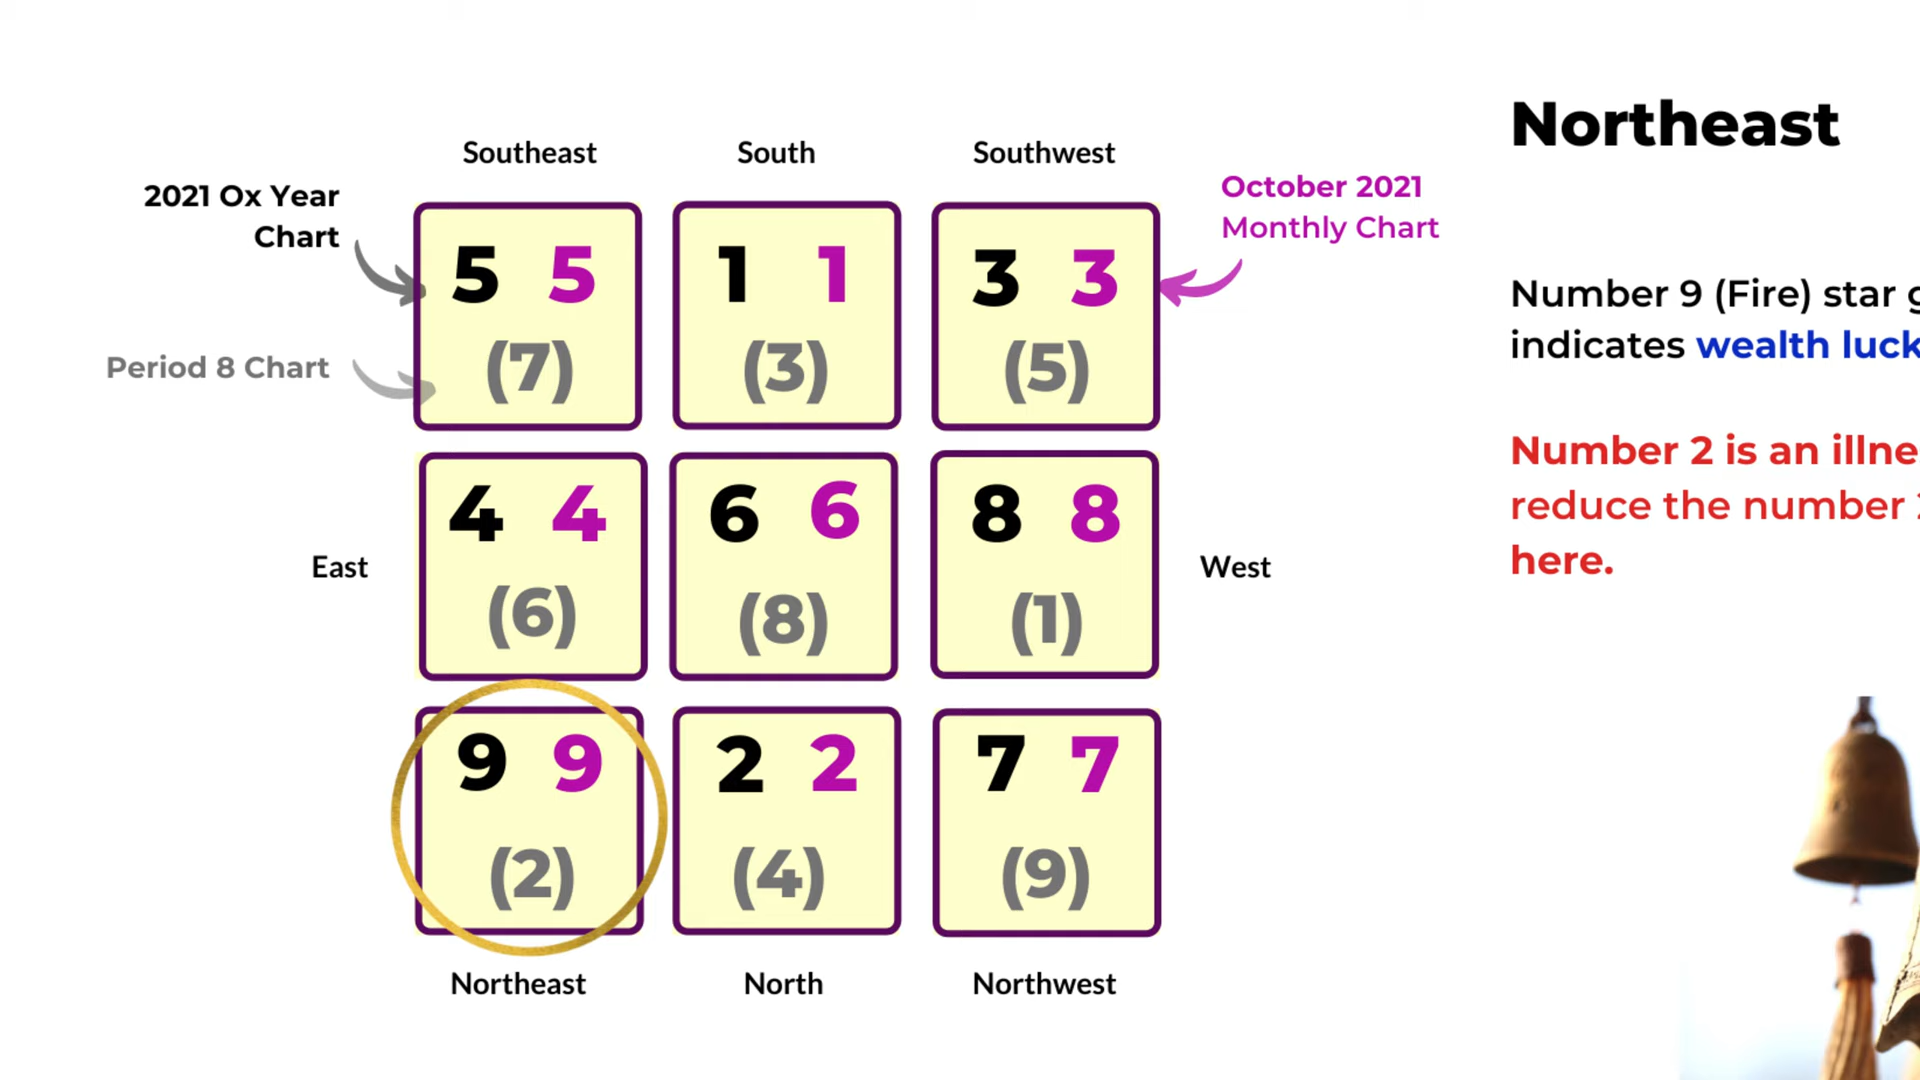 Southeast South Southwest
2021 Ox Year
Chart
October 2021
Monthly Chart
Period 8 Chart
5 5 1 1 3 3
(7) (3) (5)
East
4 4 6 6 8 8
(6) (8) (1)
West
9 9 2 2 7 7
(2) (4) (9)
Northeast North Northwest
Northeast
Number 9 (Fire) star
indicates wealth luck
Number 2 is an
reduce the number
here.